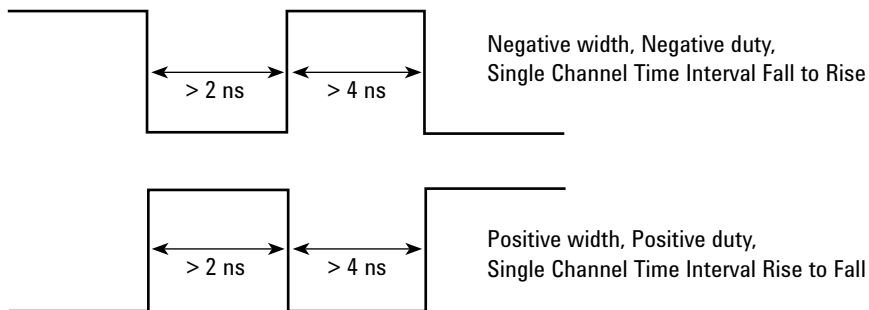 Negative width, Negative duty,
Single Channel Time Interval Fall to Rise
> 2 ns
> 4 ns
Positive width, Positive duty,
Single Channel Time Interval Rise to Fall
> 2 ns
> 4 ns